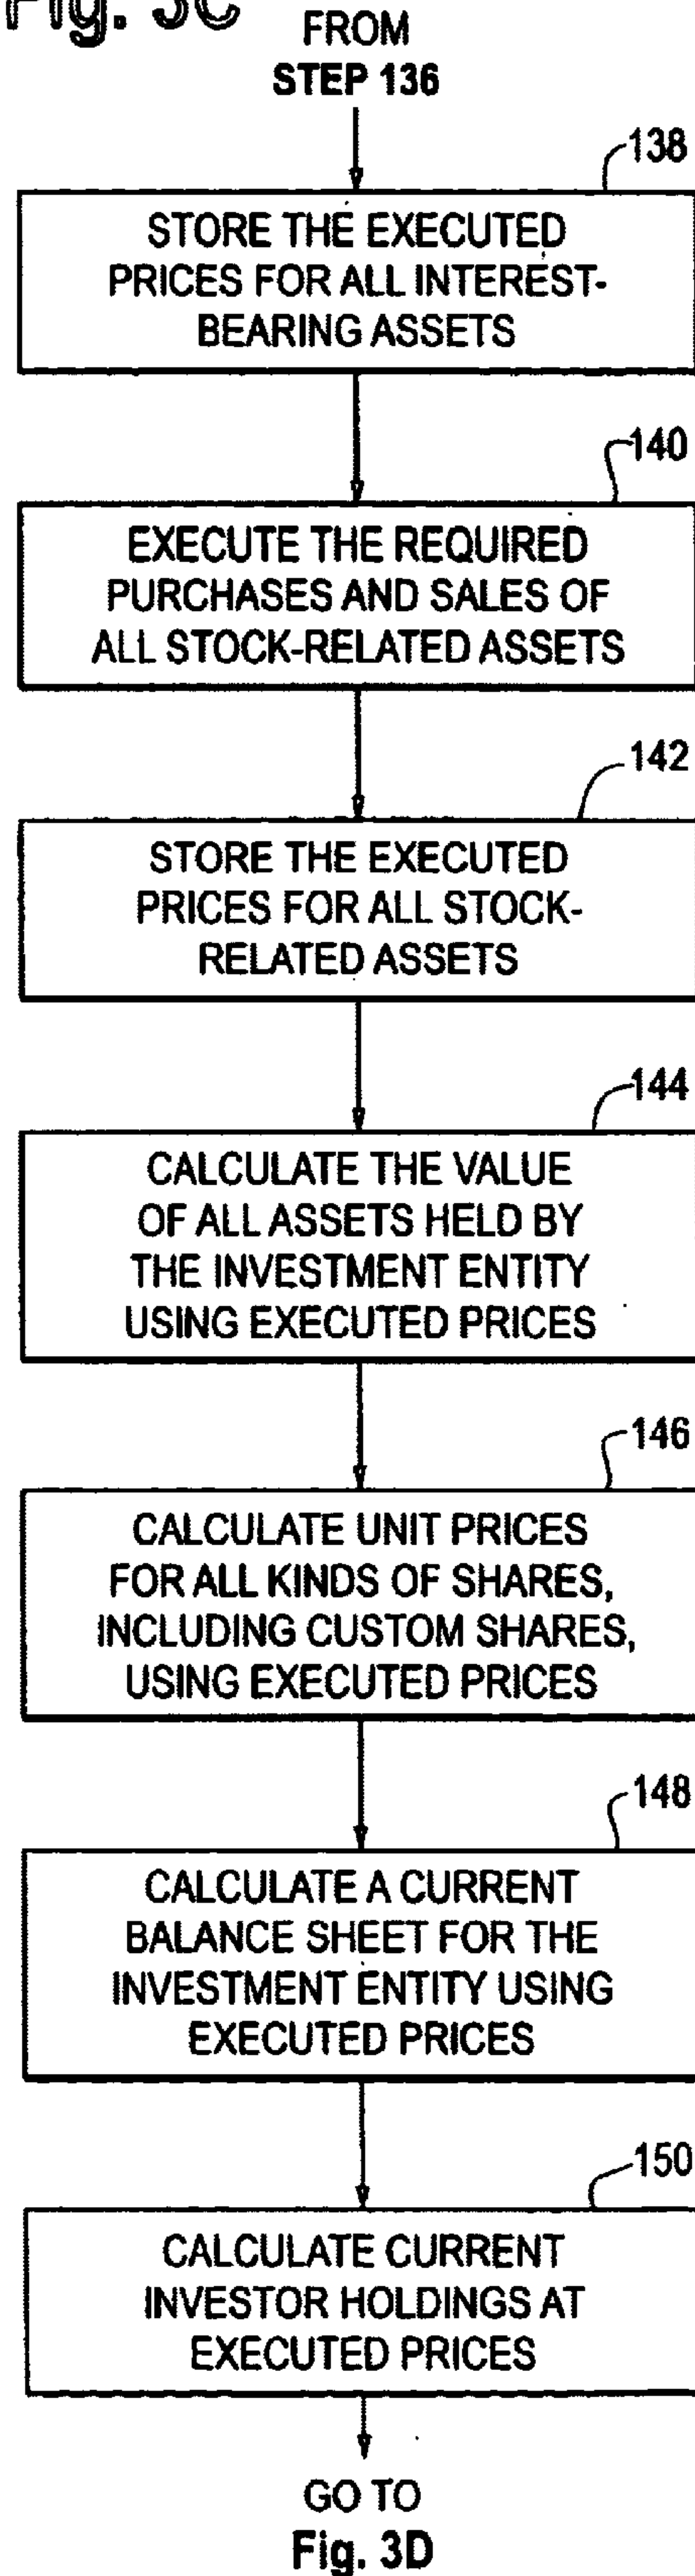 Fig. 3C
FROM
STEP 136
138
STORE THE EXECUTED
PRICES FOR ALL INTEREST-
BEARING ASSETS
140
EXECUTE THE REQUIRED
PURCHASES AND SALES OF
ALL STOCK-RELATED ASSETS
142
STORE THE EXECUTED
PRICES FOR ALL STOCK-
RELATED ASSETS
144
CALCULATE THE VALUE
OF ALL ASSETS HELD BY
THE INVESTMENT ENTITY
USING EXECUTED PRICES
146
CALCULATE UNIT PRICES
FOR ALL KINDS OF SHARES,
INCLUDING CUSTOM SHARES,
USING EXECUTED PRICES
148
CALCULATE A CURRENT
BALANCE SHEET FOR THE
INVESTMENT ENTITY USING
EXECUTED PRICES
150
CALCULATE CURRENT
INVESTOR HOLDINGS AT
EXECUTED PRICES
GO TO
Fig. 3D